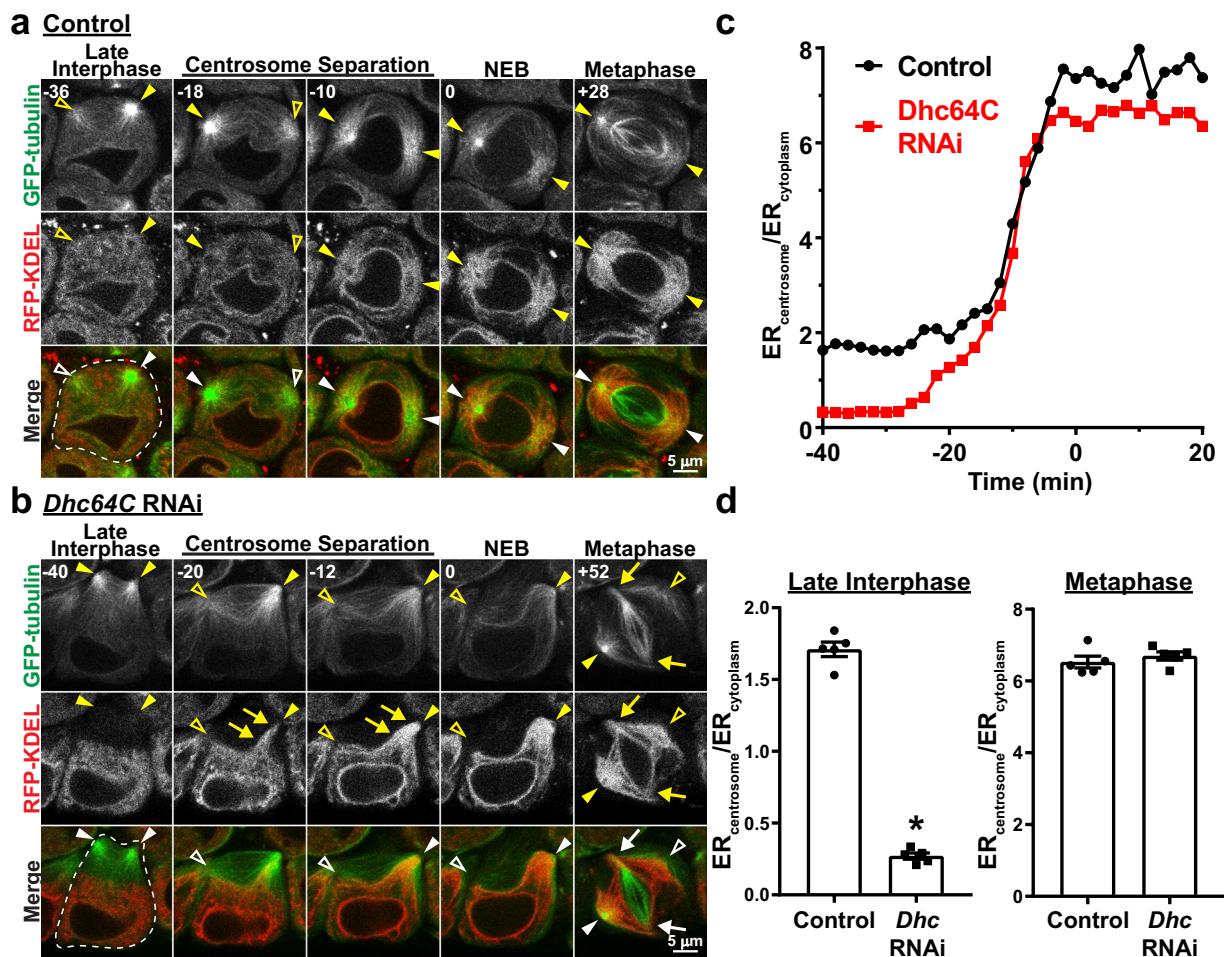 a Control
Late
Interphase
Centrosome Separation
NEB
Metaphase
GFP-tubulin
-36
-18
-10
0
+28
RFP-KDEL
Merge
5 μm
b Dhc64C RNAi
Late
Interphase
Centrosome Separation
NEB
Metaphase
GFP-tubulin
-40
-20
-12
0
+52
RFP-KDEL
Merge
5 μm
c
Control
Dhc64C
RNAi
ERcentrosome/ERcytoplasm
8
6
4
2
0
-40
-20
0
20
Time (min)
d
Late Interphase
ERcentrosome/ERcytoplasm
2.0
1.5
1.0
0.5
0.0
*
Control
Dhc
RNAi
Metaphase
ERcentrosome/ERcytoplasm
8
6
4
2
0
Control
Dhc
RNAi